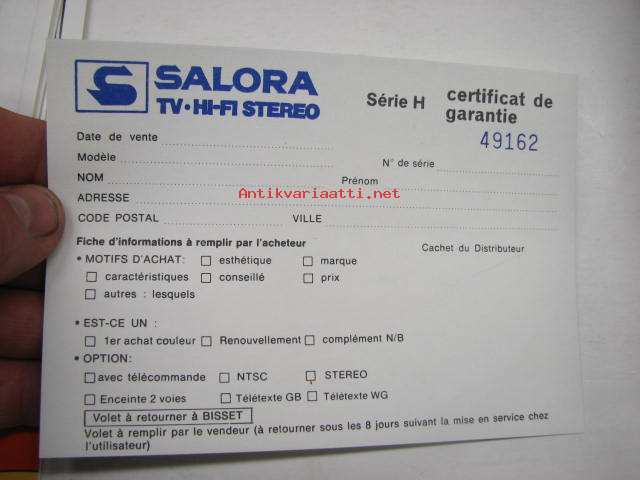 S SALORA
TV•HI-FI STEREO
Série H
certificat de garantie
49162
Date de vente
Modèle
N° de série
NOM
Prénom
ADRESSE
CODE POSTAL VILLE
Antikvariaatti.net
Fiche d'informations à remplir par l'acheteur
Cachet du Distributeur
• MOTIFS D'ACHAT: □ esthétique □ marque
□ caractéristiques □ conseillé □ prix
□ autres : lesquels
• EST-CE UN :
□ 1er achat couleur □ Renouvellement □ complément N/B
• OPTION:
□ avec télécommande □ NTSC □ STEREO
□ Enceinte 2 voies □ Télétexte GB □ Télétexte WG
Volet à retourner à BISSET
Volet à remplir par le vendeur (à retourner sous les 8 jours suivant la mise en service chez
l'utilisateur)